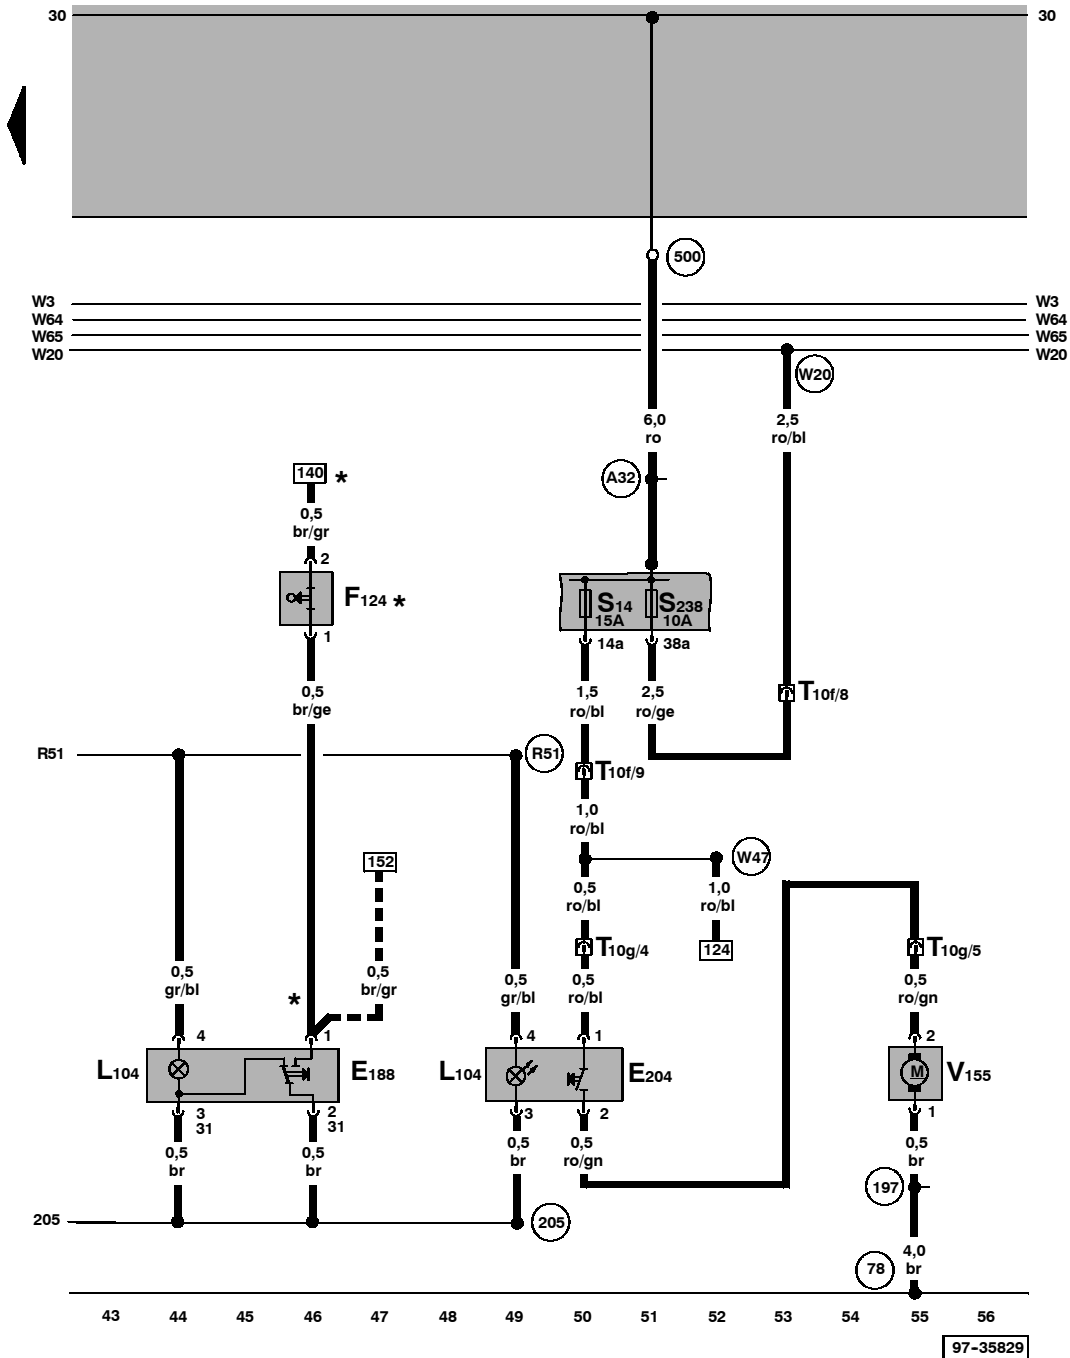 30 30
500
W3 W3
W64 W64
W65 W65
W20 W20
W20
6,0 2,5
ro ro/bl
140 * A32
0,5
br/gr
2
F124 * S14 S238
15A 10A
1 14a 38a
0,5 1,5 2,5 T10f/8
br/ge ro/bl ro/ge
R51 R51
T10f/9
1,0
ro/bl
152 W47
0,5 1,0
ro/bl ro/bl
T10g/4 124 T10g/5
0,5 0,5 0,5 0,5 0,5
gr/bl br/gr gr/bl ro/bl ro/gn
*
4 1 4 1 2
L104 E188 L104 E204 V155
3 2 3 2 1
31 31
0,5 0,5 0,5 0,5 0,5
br br br ro/gn br
197
205 205
4,0
78 br
43 44 45 46 47 48 49 50 51 52 53 54 55 56
97-35829
M